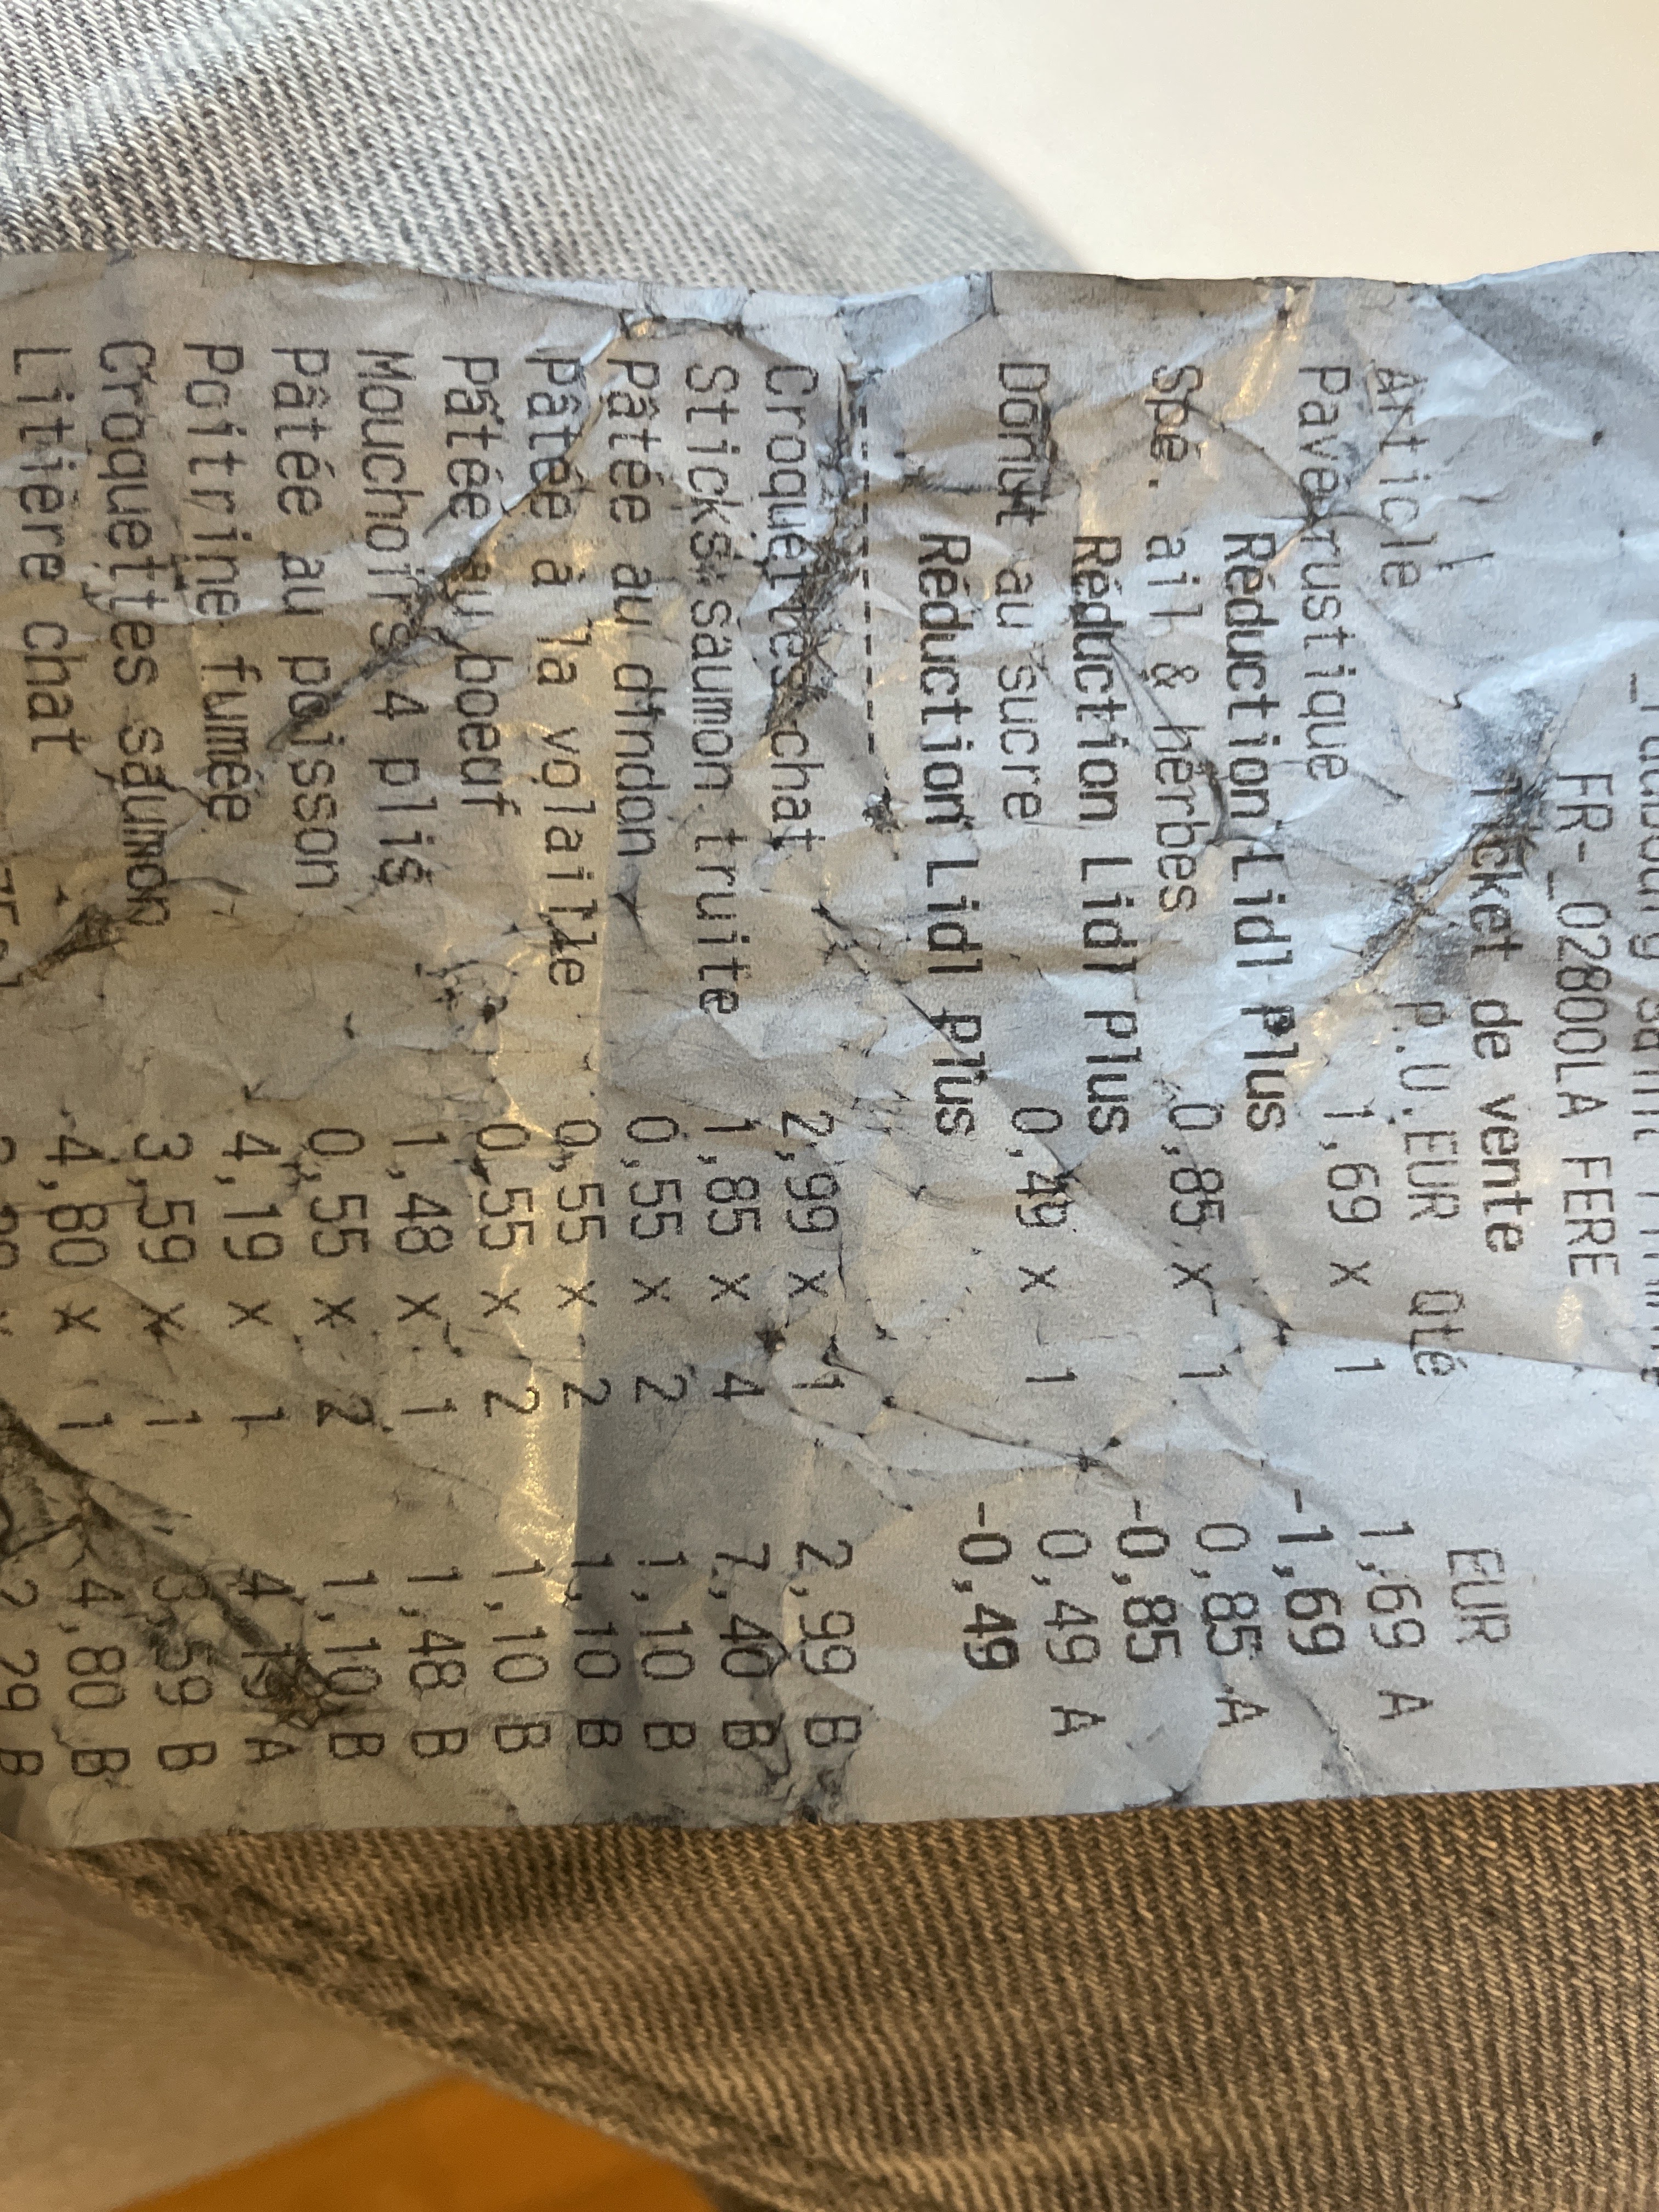 FR-_02800LA FERE
Ticket de vente
Article P.U.EUR Qté EUR
Pavé rustique 1,69 x 1 1,69 A
Réduction Lidl Plus -1,69
Spé. ail & herbes 0,85 x 1 0,85 A
Réduction Lidl Plus -0,85
Donut au sucre 0,49 x 1 0,49 A
Réduction Lidl Plus -0,49
Croquettes chat 2,99 x 1 2,99 B
Sticks saumon truite 1,85 x 4 7,40 B
Pâtée au dindon 0,55 x 2 1,10 B
Pâtée à la volaille 0,55 x 2 1,10 B
Pâtée au boeuf 0,55 x 2 1,10 B
Mouchoirs 4 plis 1,48 x 1 1,48 B
Pâtée au poisson 0,55 x 2 1,10 B
Poitrine fumée 4,19 x 1 4,19 A
Croquettes saumon 3,59 x 1 3,59 B
Litiere chat 4,80 x 1 4,80 B
2,29 B